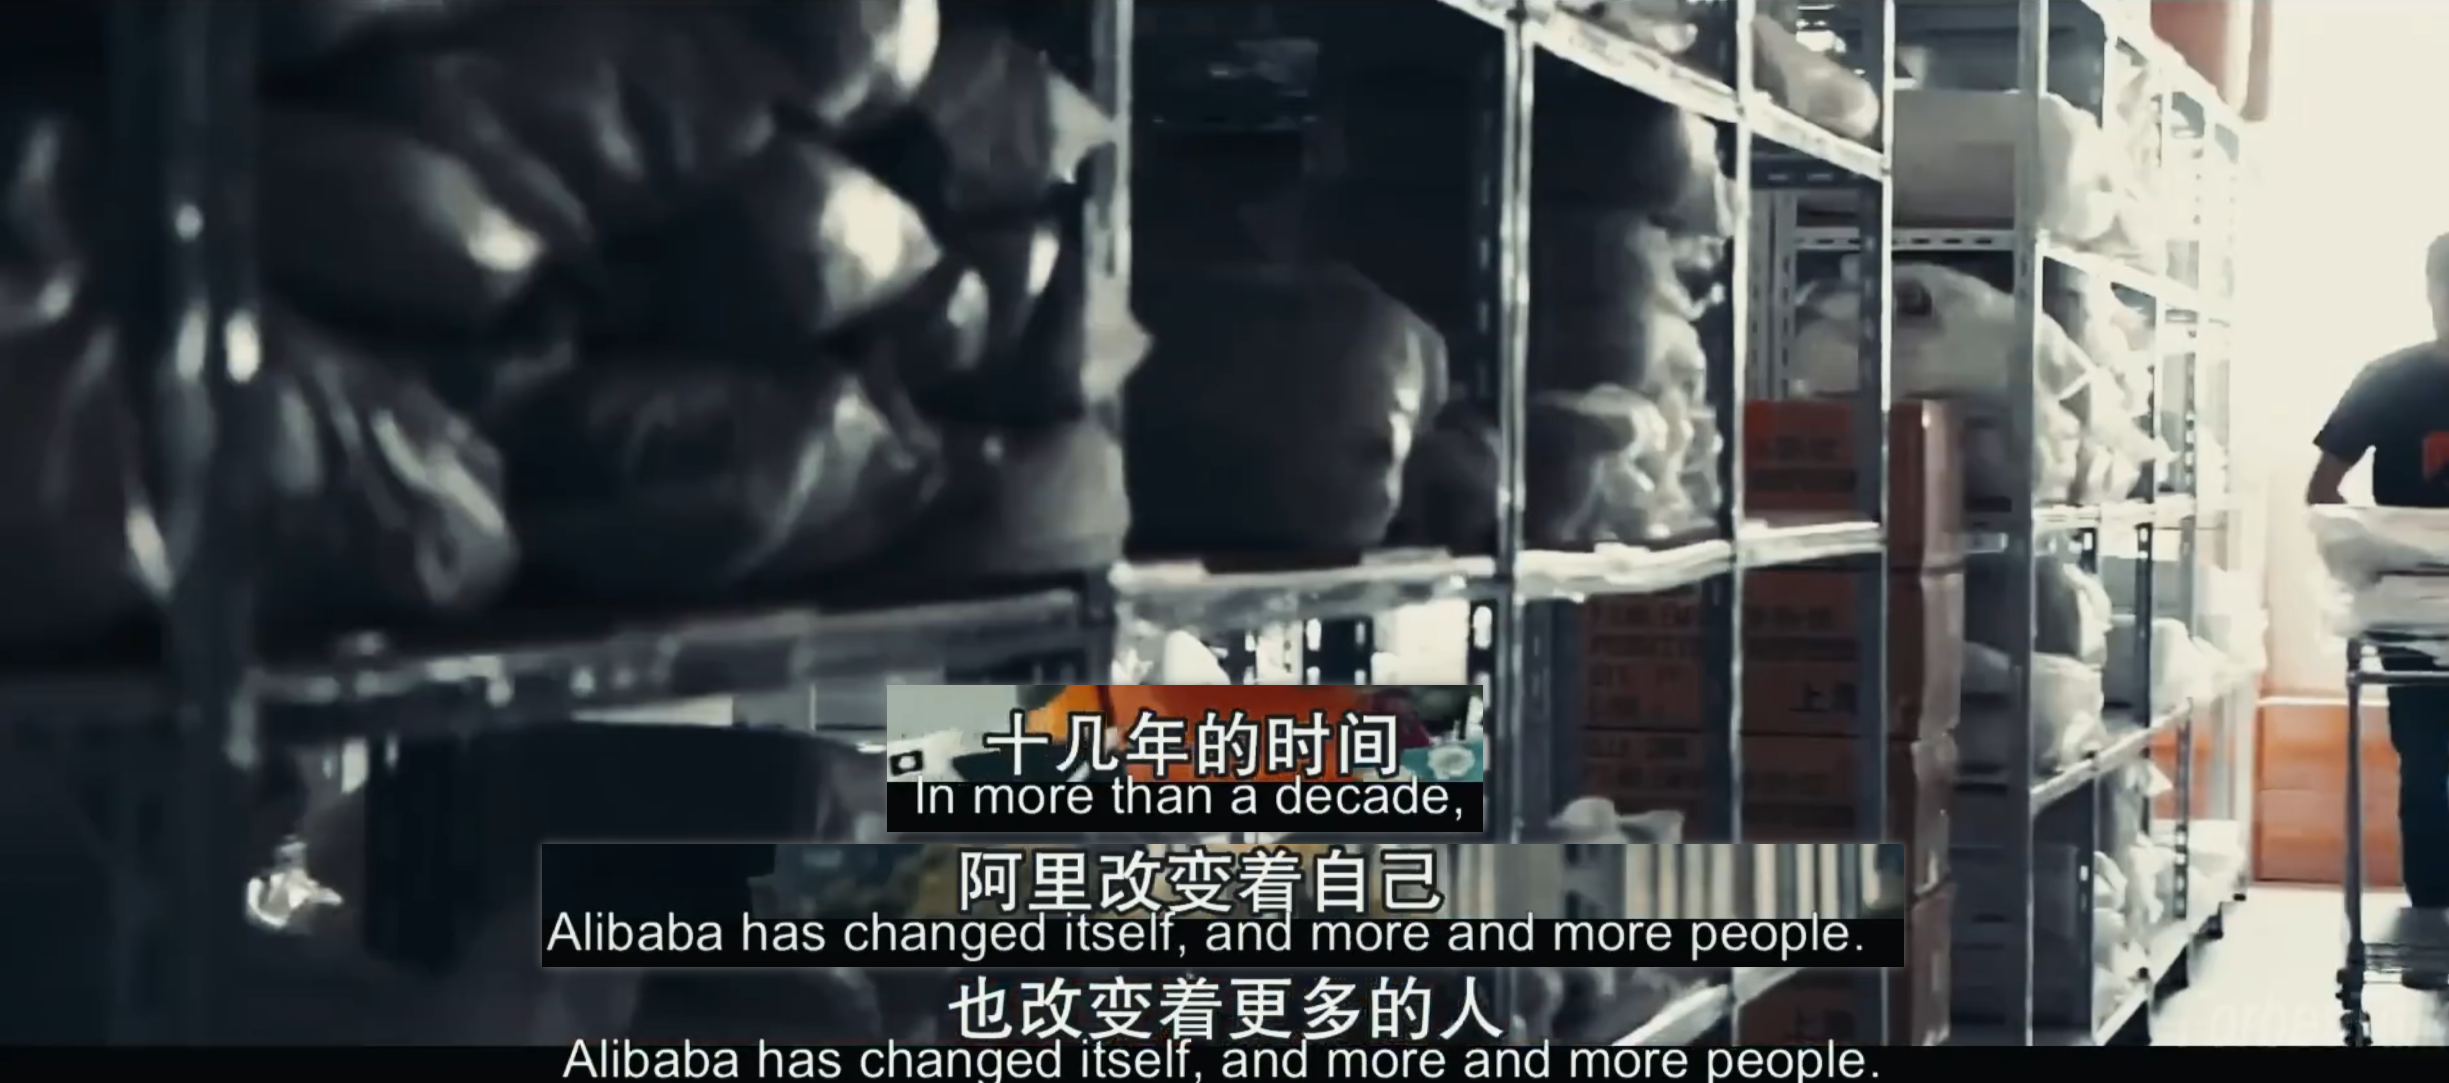 十几年的时间
In more than a decade,
阿里改变着自己
Alibaba has changed itself, and more and more people.
也改变着更多的人
Alibaba has changed itself, and more and more people.